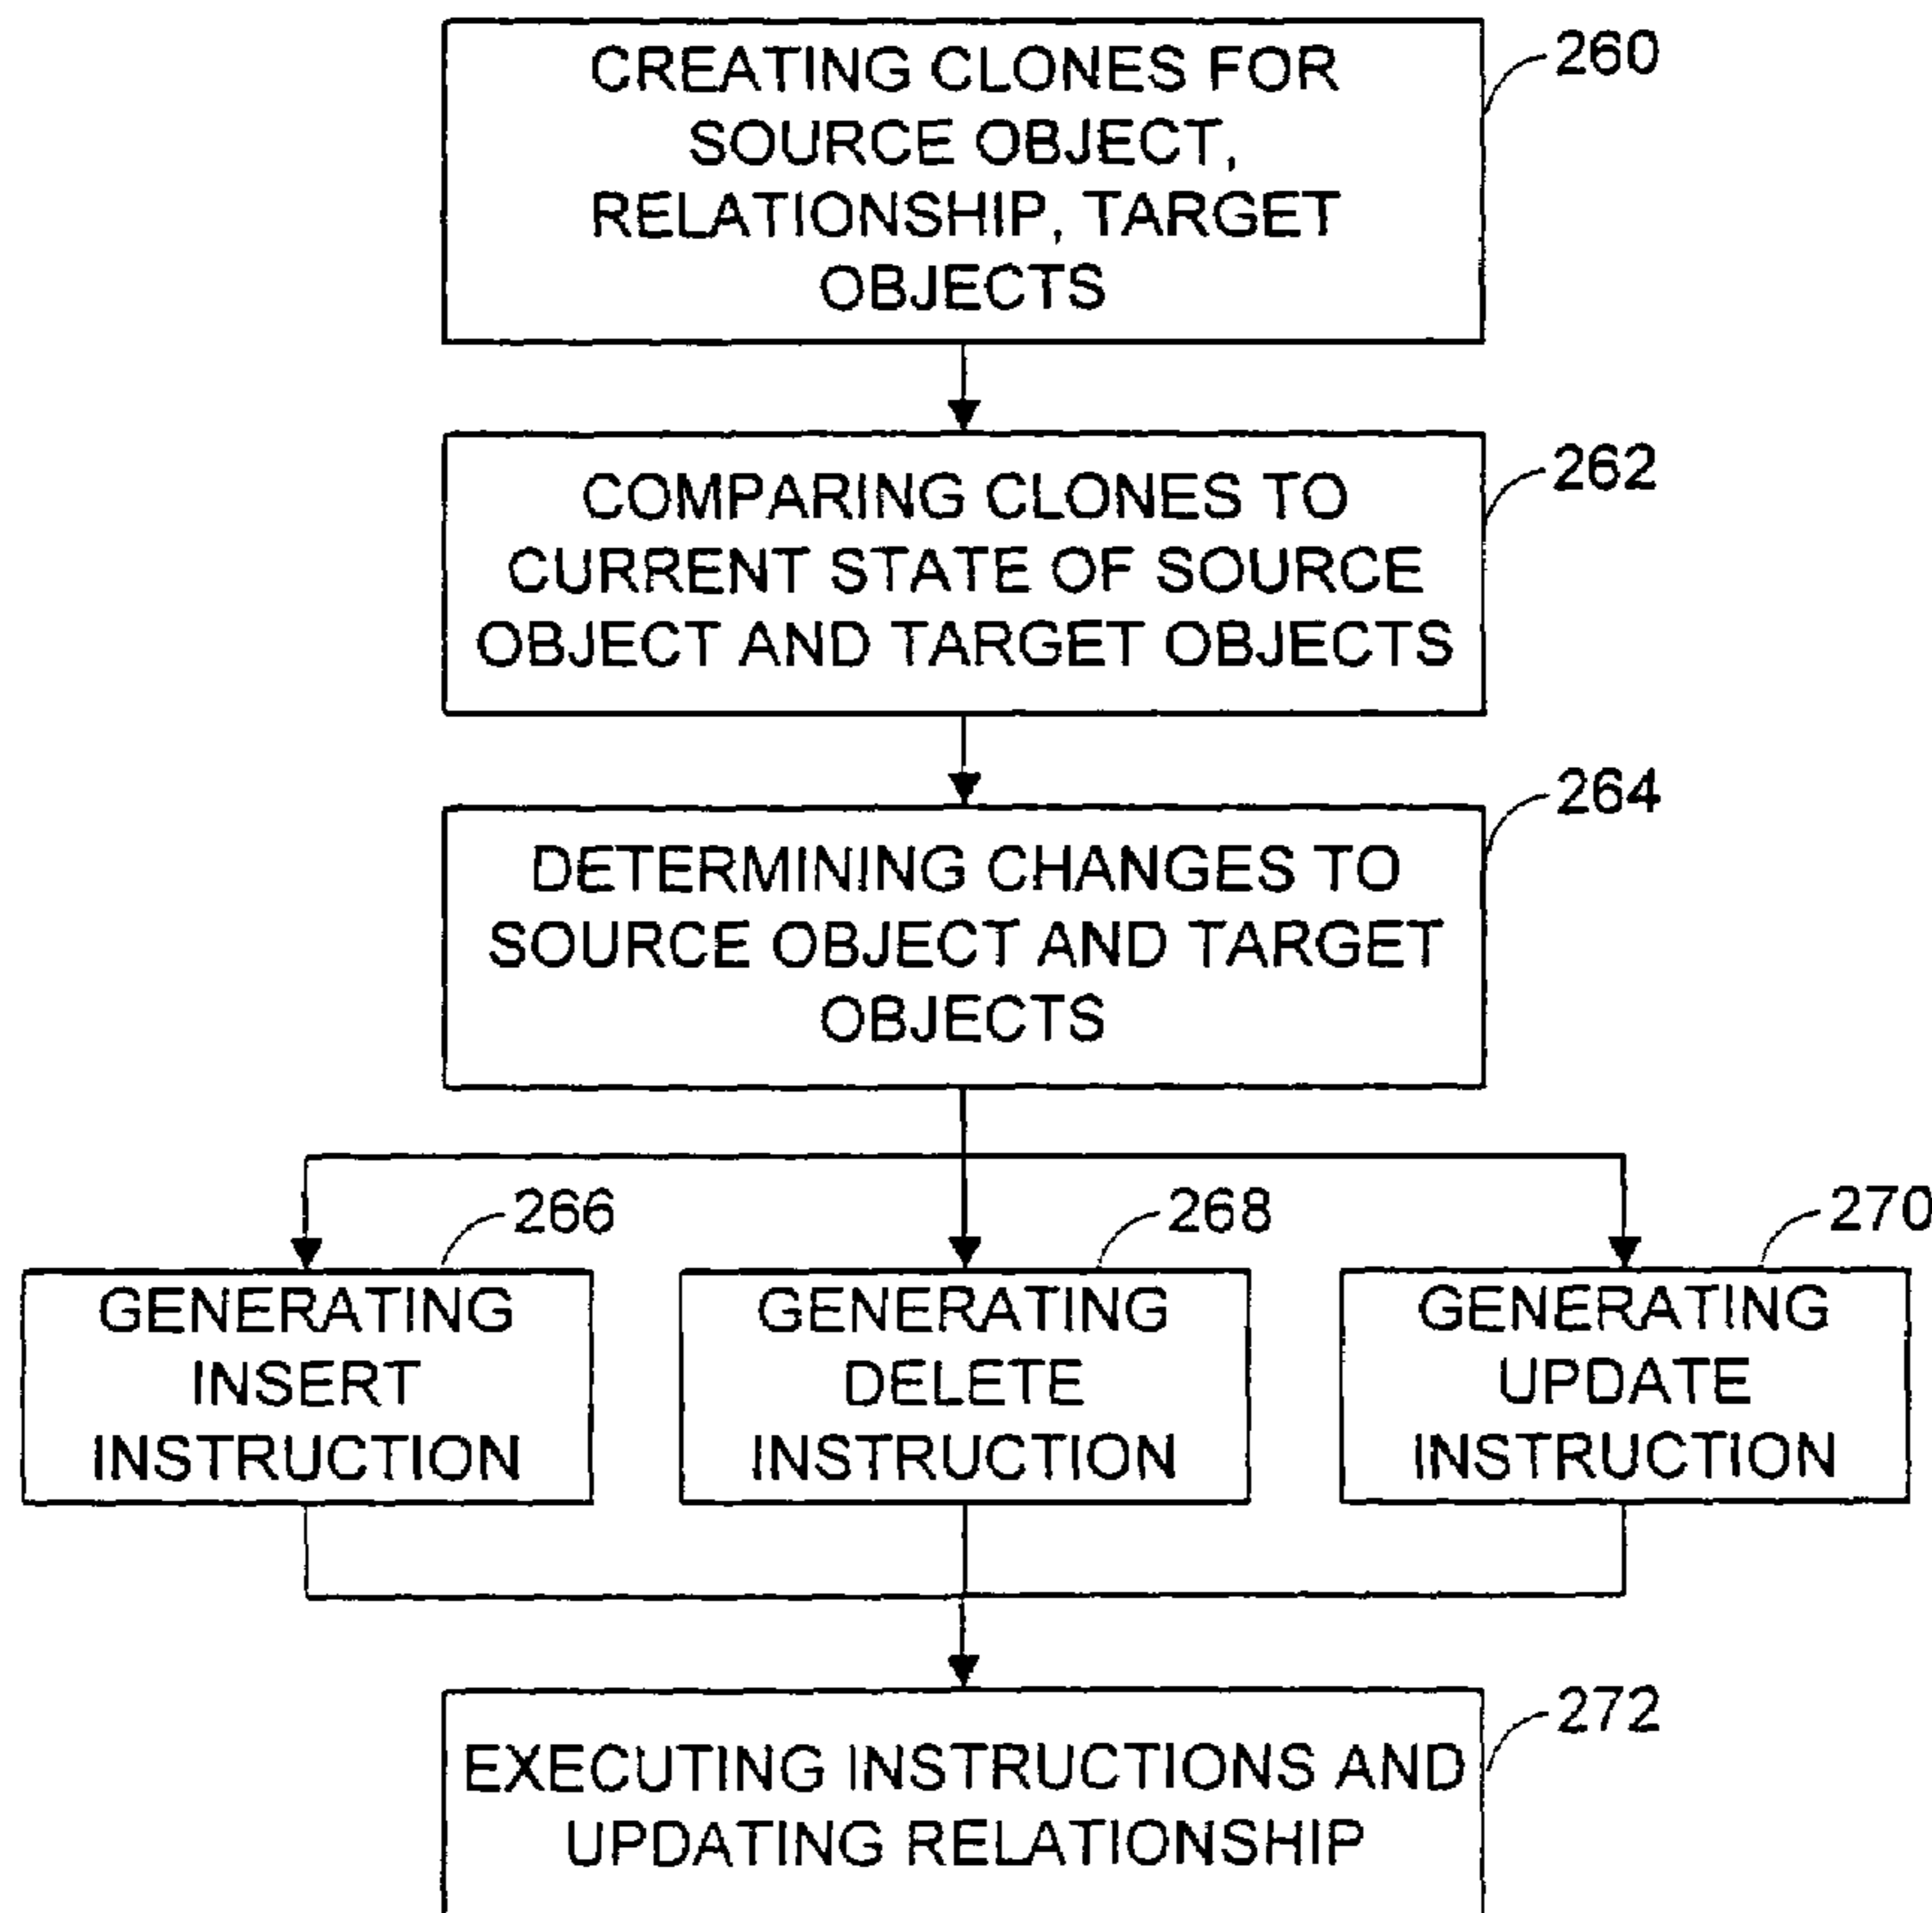 CREATING CLONES FOR
SOURCE OBJECT,
RELATIONSHIP, TARGET
OBJECTS
260
COMPARING CLONES TO
CURRENT STATE OF SOURCE
OBJECT AND TARGET OBJECTS
262
DETERMINING CHANGES TO
SOURCE OBJECT AND TARGET
OBJECTS
264
266
GENERATING
INSERT
INSTRUCTION
268
GENERATING
DELETE
INSTRUCTION
270
GENERATING
UPDATE
INSTRUCTION
EXECUTING INSTRUCTIONS AND
UPDATING RELATIONSHIP
272